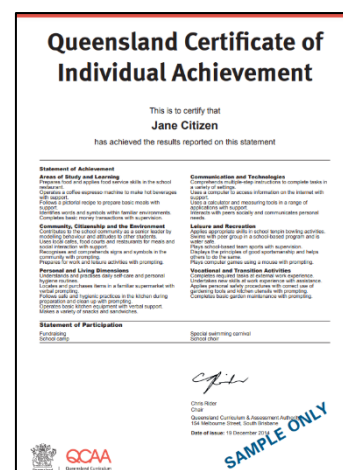 Queensland Certificate of
Individual Achievement
This is to certify that
Jane Citizen
has achieved the results reported on this statement
Statement of Achievement
Areas of Study and Learning
Prepares food and applies food service skills in the school
restaurant.
Operates a coffee espresso machine to make hot beverages
with support.
Follows a pictorial recipe to prepare basic meals with
support.
Identifies words and symbols within familiar environments.
Completes basic money transactions with supervision.
Community, Citizenship and the Environment
Contributes to the school community as a senior leader by
modelling behaviour and attitudes to other students.
Uses local cafes, food courts and restaurants for meals and
social interaction with support.
Recognises and comprehends signs and symbols in the
community with prompting.
Prepares for work and leisure activities with prompting.
Personal and Living Dimensions
Understands and practises daily self-care and personal
hygiene routines.
Locates and purchases items in a familiar supermarket with
verbal prompting.
Follows safe and hygienic practices in the kitchen during
preparation and clean up with prompting.
Operates basic kitchen equipment with verbal support.
Makes a variety of snacks and sandwiches.
Communication and Technologies
Comprehends multiple-step instructions to complete tasks in
a variety of settings.
Uses a computer to access information on the internet with
support.
Uses a calculator and measuring tools in a range of
applications with support.
Interacts with peers socially and communicates personal
needs.
Leisure and Recreation
Applies appropriate skills in school tenpin bowling activities.
Swims with peer group in a school-based program and is
water safe.
Plays school-based team sports with supervision.
Displays the principles of good sportsmanship and helps
others to do the same.
Plays computer games using a mouse with prompting.
Vocational and Transition Activities
Completes required tasks at external work experience.
Undertakes new skills at work experience with assistance.
Applies personal safety procedures with correct use of
gardening tools and kitchen utensils with prompting.
Completes basic garden maintenance with prompting.
Statement of Participation
Fundraising
School camp
Special swimming carnival
School choir
Chris Rider
Chair
Queensland Curriculum & Assessment Authority
154 Melbourne Street, South Brisbane
Date of issue: 19 December
SAMPLE ONLY
QCAA
Queensland Curriculum